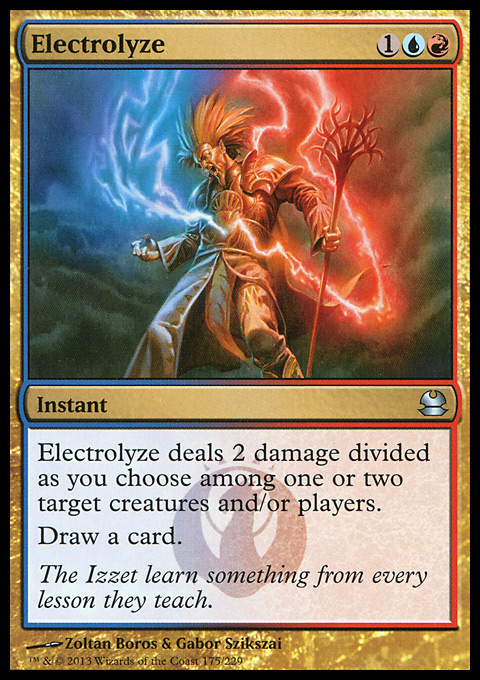 Electrolyze 1
Instant
Electrolyze deals 2 damage divided
as you choose among one or two
target creatures and/or players.
Draw a card.
The Izzet learn something from every
lesson they teach.
Zoltan Boros & Gabor Szikszai
™ & © 2013 Wizards of the Coast 175/229